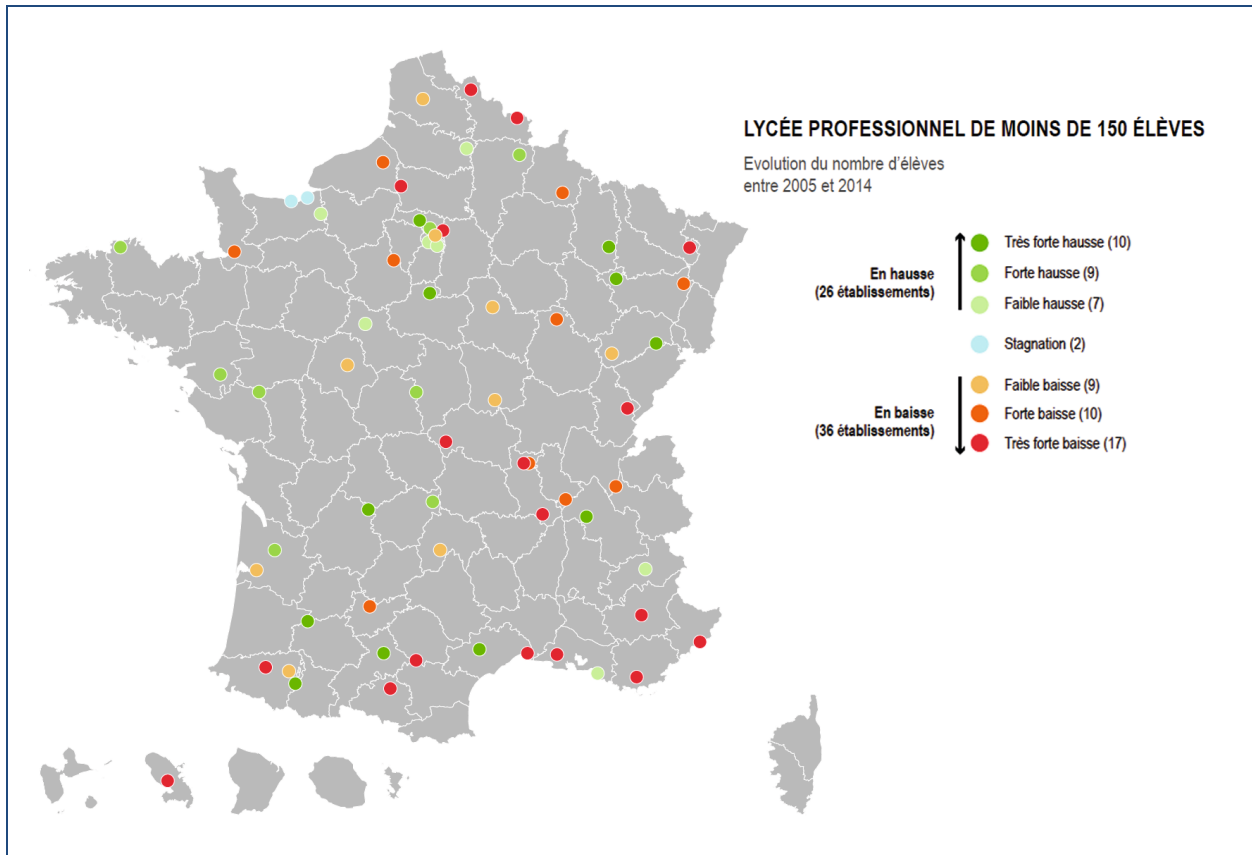 LYCÉE PROFESSIONNEL DE MOINS DE 150 ÉLÈVES
Evolution du nombre d'élèves
entre 2005 et 2014
En hausse
(26 établissements)
Très forte hausse (10)
Forte hausse (9)
Faible hausse (7)
Stagnation (2)
En baisse
(36 établissements)
Faible baisse (9)
Forte baisse (10)
Très forte baisse (17)